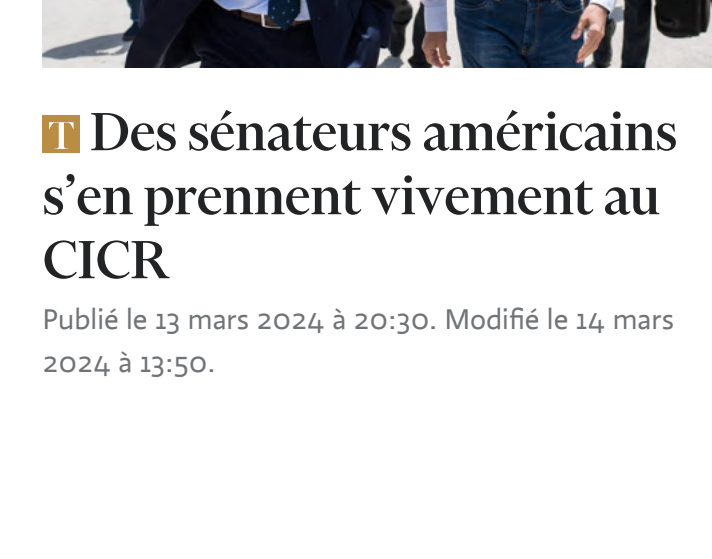 T Des sénateurs américains
s’en prennent vivement au
CICR
Publié le 13 mars 2024 à 20:30. Modifié le 14 mars
2024 à 13:50.